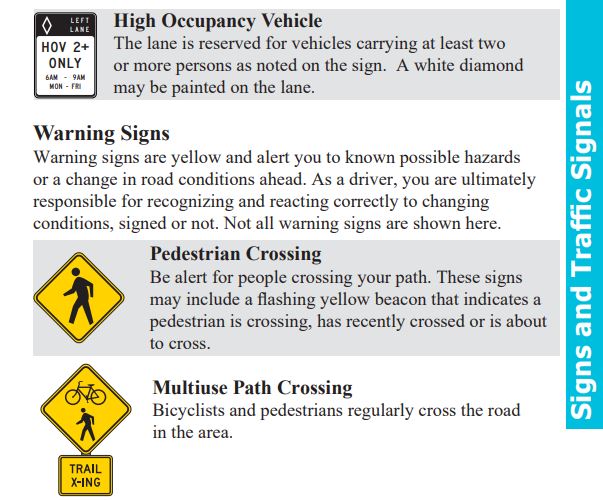 LEFT
LANE
HOV 2+
ONLY
6AM - 9AM
MON - FRI
High Occupancy Vehicle
The lane is reserved for vehicles carrying at least two
or more persons as noted on the sign.  A white diamond
may be painted on the lane.
Warning Signs
Warning signs are yellow and alert you to known possible hazards
or a change in road conditions ahead. As a driver, you are ultimately
responsible for recognizing and reacting correctly to changing
conditions, signed or not. Not all warning signs are shown here.
Pedestrian Crossing
Be alert for people crossing your path. These signs
may include a flashing yellow beacon that indicates a
pedestrian is crossing, has recently crossed or is about
to cross.
Multiuse Path Crossing
Bicyclists and pedestrians regularly cross the road
in the area.
TRAIL
X-ING
Signs and Traffic Signals